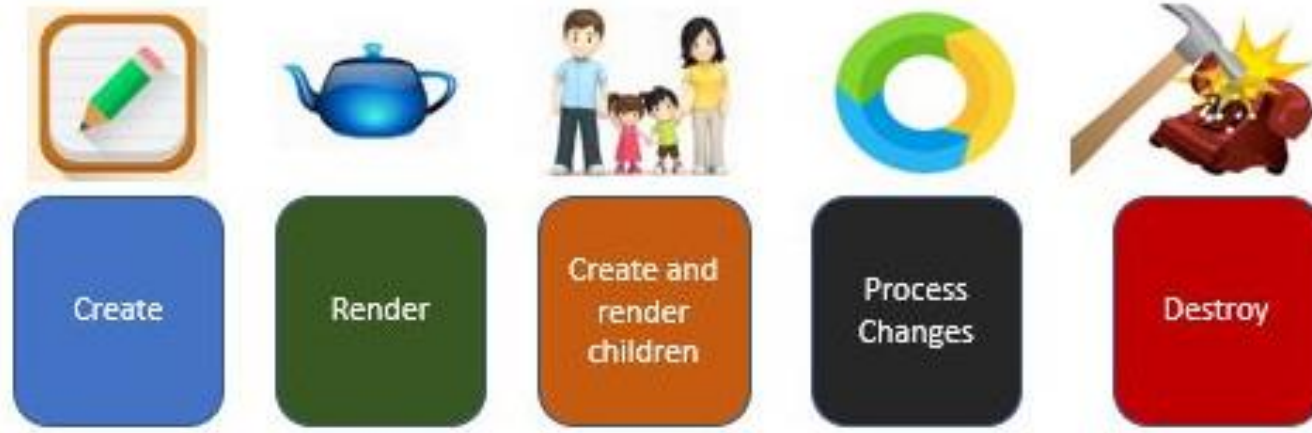 Create
Render
Create and
render
children
Process
Changes
Destroy